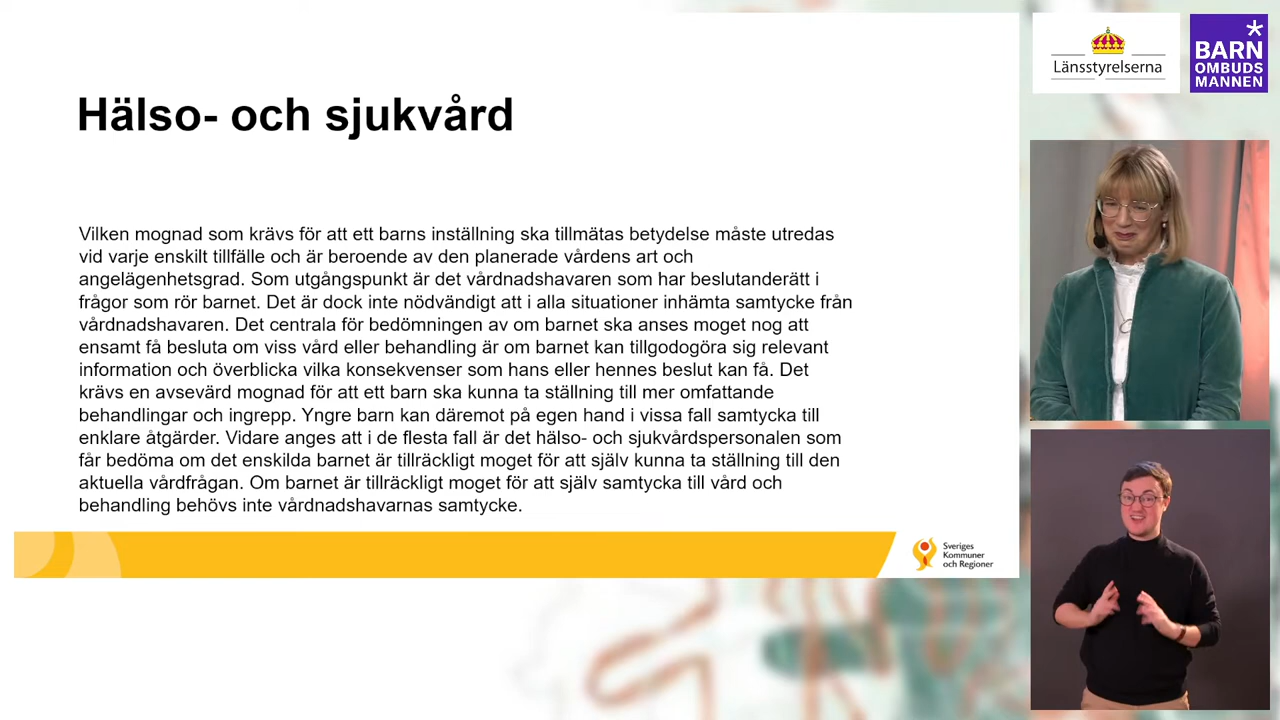 Hälso- och sjukvård
Vilken mognad som krävs för att ett barns inställning ska tillmätas betydelse måste utredas
vid varje enskilt tillfälle och är beroende av den planerade vårdens art och
angelägenhetsgrad. Som utgångspunkt är det vårdnadshavaren som har beslutanderätt i
frågor som rör barnet. Det är dock inte nödvändigt att i alla situationer inhämta samtycke från
vårdnadshavaren. Det centrala för bedömningen av om barnet ska anses moget nog att
ensamt få besluta om viss vård eller behandling är om barnet kan tillgodogöra sig relevant
information och överblicka vilka konsekvenser som hans eller hennes beslut kan få. Det
krävs en avsevärd mognad för att ett barn ska kunna ta ställning till mer omfattande
behandlingar och ingrepp. Yngre barn kan däremot på egen hand i vissa fall samtycka till
enklare åtgärder. Vidare anges att i de flesta fall är det hälso- och sjukvårdspersonalen som
får bedöma om det enskilda barnet är tillräckligt moget för att själv kunna ta ställning till den
aktuella vårdfrågan. Om barnet är tillräckligt moget för att själv samtycka till vård och
behandling behövs inte vårdnadshavarnas samtycke.
Sveriges
Kommuner
och Regioner
Länsstyrelserna
BARN
OMBUDS
MANNEN